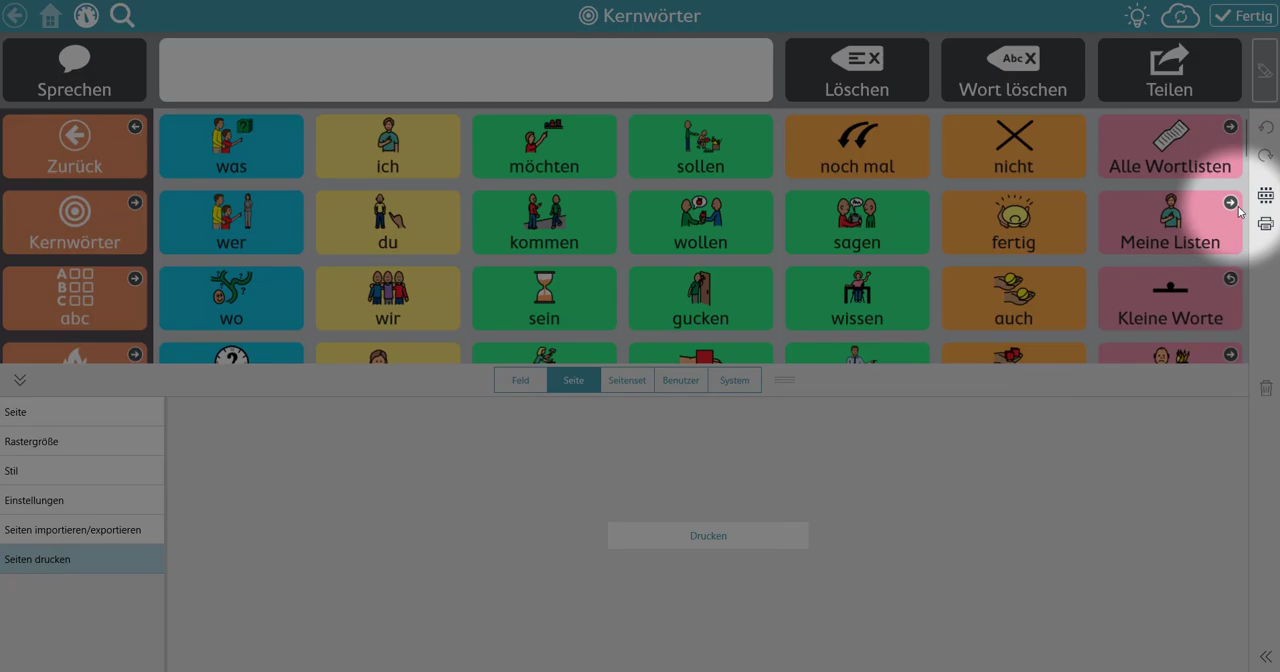 Kernwörter
Fertig
Sprechen
Löschen
Abc X
Wort löschen
Teilen
Zurück
was
ich
möchten
sollen
noch mal
nicht
Alle Wortlisten
Kernwörter
wer
du
kommen
wollen
sagen
fertig
Meine Listen
A
B
C
abc
wo
wir
sein
gucken
wissen
auch
Kleine Worte
Feld
Seite
Seitenset
Benutzer
System
Seite
Rastergröße
Stil
Einstellungen
Seiten importieren/exportieren
Seiten drucken
Drucken